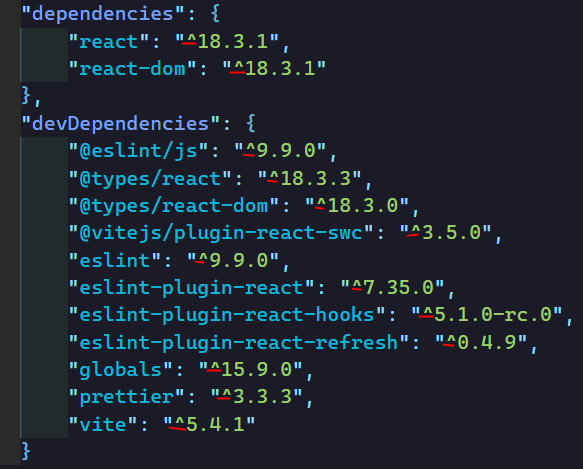 "dependencies": {
"react": "^18.3.1",
"react-dom": "^18.3.1"
},
"devDependencies": {
"@eslint/js": "^9.9.0",
"@types/react": "^18.3.3",
"@types/react-dom": "^18.3.0",
"@vitejs/plugin-react-swc": "^3.5.0",
"eslint": "^9.9.0",
"eslint-plugin-react": "^7.35.0",
"eslint-plugin-react-hooks": "^5.1.0-rc.0",
"eslint-plugin-react-refresh": "^0.4.9",
"globals": "^15.9.0",
"prettier": "^3.3.3",
"vite": "^5.4.1"
}